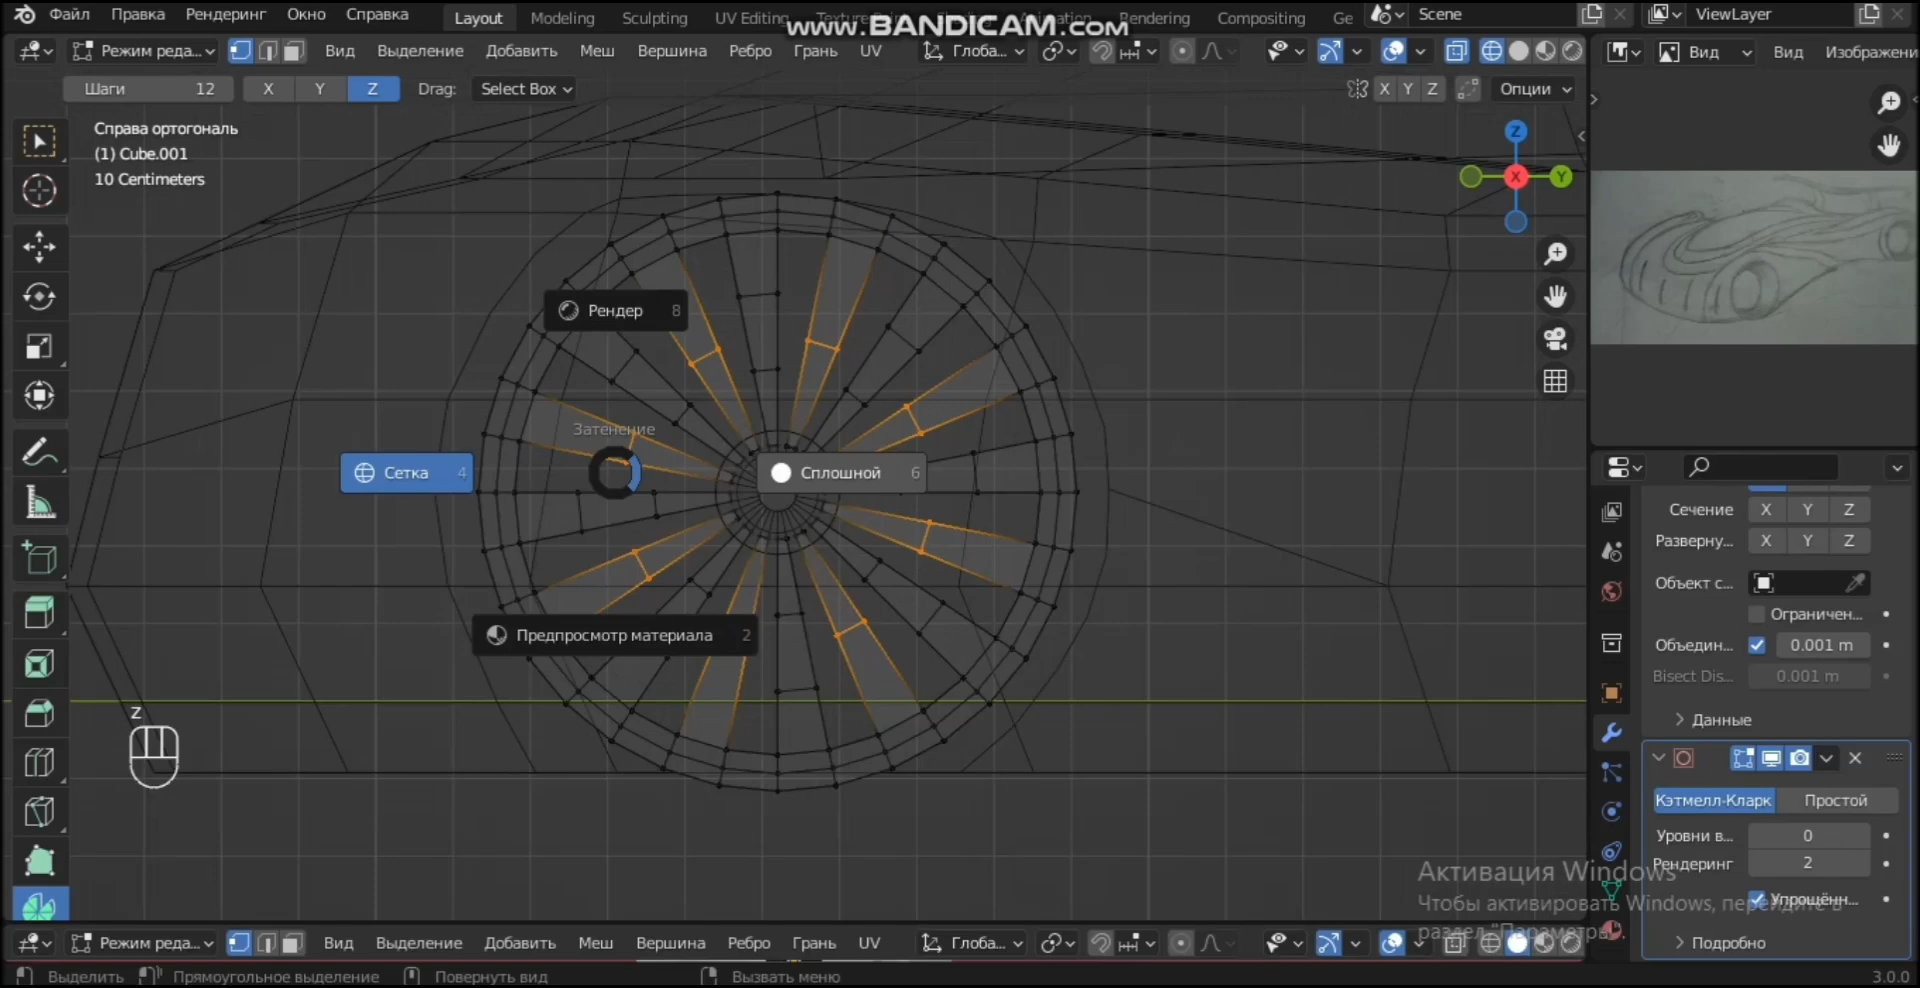 Файл Правка Рендеринг Окно Справка Layout Modeling Sculpting UV Editing Rendering Compositing Ge Scene ViewLayer
www.BANDICAM.com
Режим реда... Вид Выделение Добавить Меш Вершина Ребро Грань UV Глоба... Вид Вид Изображени
Шаги 12 X Y Z Drag: Select Box X Y Z Опции
Справа ортогональ
(1) Cube.001
10 Centimeters
Z
X
Y
Рендер 8
Затенение
Сетка 4
Сплошной 6
Предпросмотр материала 2
Z
Сечение X Y Z
Разверну... X Y Z
Объект с...
Ограничен...
Объедин... 0.001 m
Bisect Dis... 0.001 m
Данные
Кэтмелл-Кларк Простой
Уровни в... 0
Рендеринг 2
Упрощённ...
Подробно
Активация Windows
Чтобы активировать Windows, перейдите в
раздел "Параметры".
Режим реда... Вид Выделение Добавить Меш Вершина Ребро Грань UV Глоба...
Выделить Прямоугольное выделение Повернуть вид Вызвать меню 3.0.0